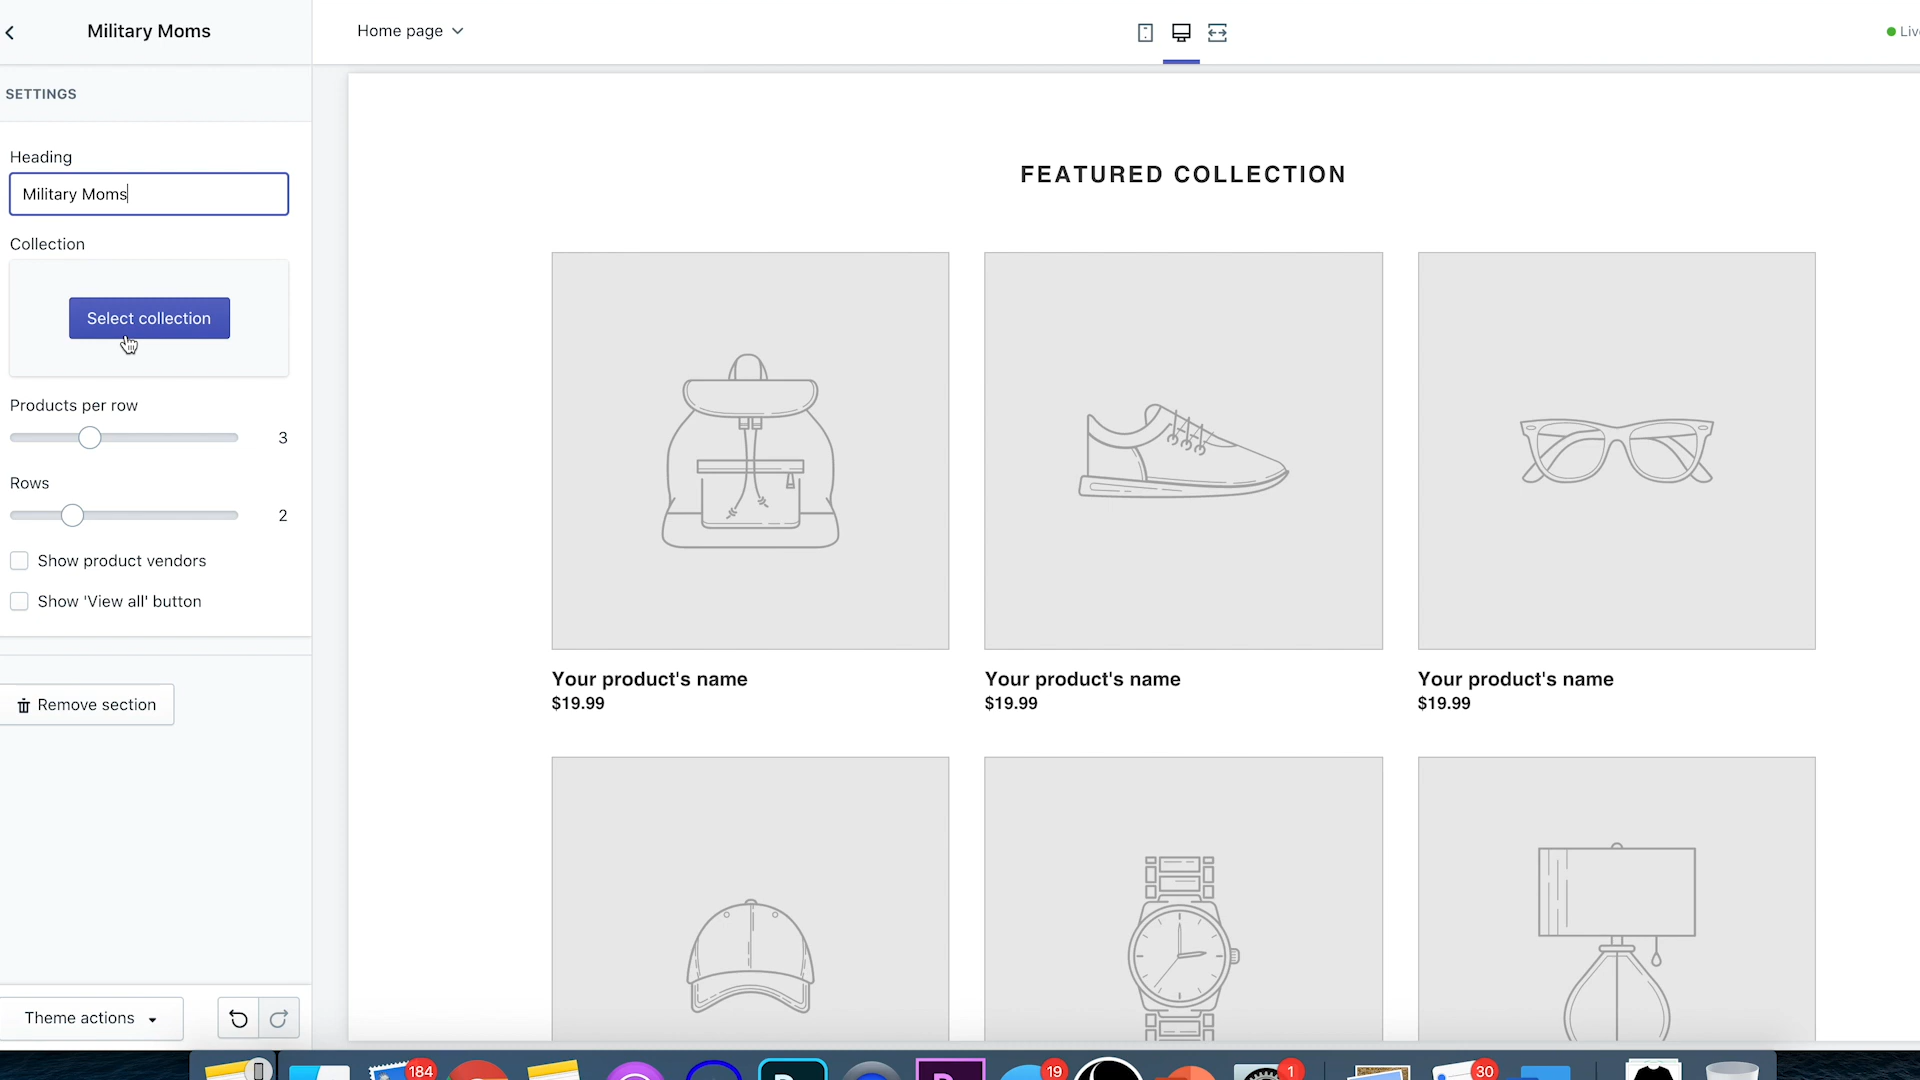 Military Moms
Home page
SETTINGS
Heading
Military Moms
Collection
Select collection
Products per row
3
Rows
2
Show product vendors
Show 'View all' button
Remove section
Theme actions
FEATURED COLLECTION
Your product's name
$19.99
Your product's name
$19.99
Your product's name
$19.99
184
19
1
30